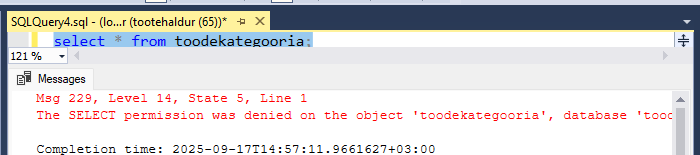 SQLQuery4.sql - (lo...r (tootehaldur (65))*
select * from toodekategooria;
121 %
Messages
Msg 229, Level 14, State 5, Line 1
The SELECT permission was denied on the object 'toodekategooria', database 'tood
Completion time: 2025-09-17T14:57:11.9661627+03:00